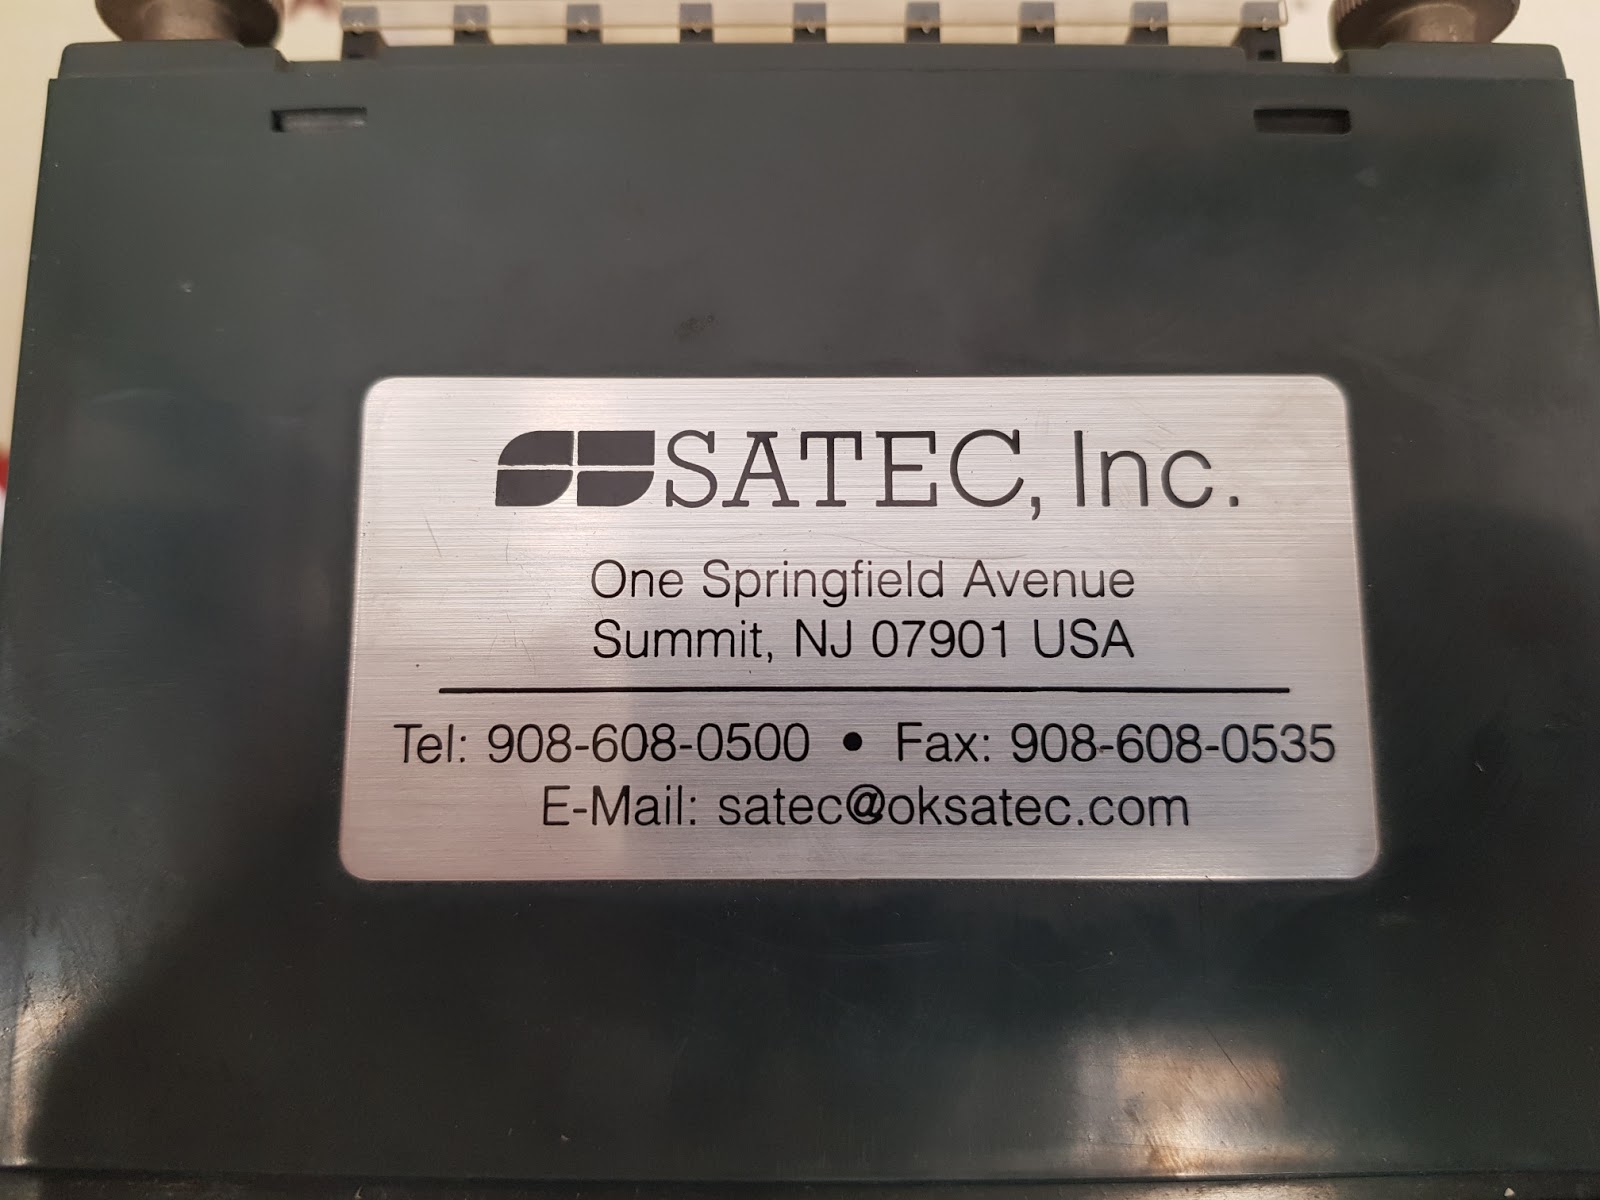 SATEC, Inc.
One Springfield Avenue
Summit, NJ 07901 USA
Tel: 908-608-0500 • Fax: 908-608-0535
E-Mail: satec@oksatec.com